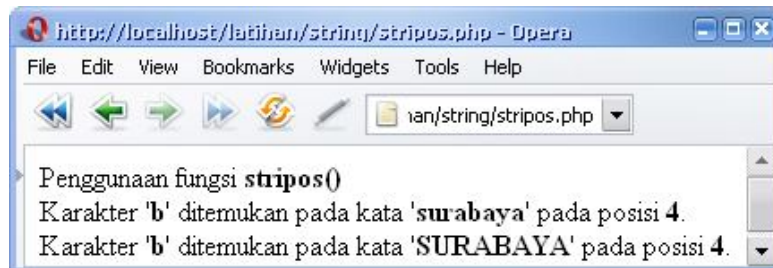 http://localhost/latihan/string/stripos.php - Opera
File Edit View Bookmarks Widgets Tools Help
ıan/string/stripos.php
Penggunaan fungsi stripos()
Karakter 'b' ditemukan pada kata 'surabaya' pada posisi 4.
Karakter 'b' ditemukan pada kata 'SURABAYA' pada posisi 4.